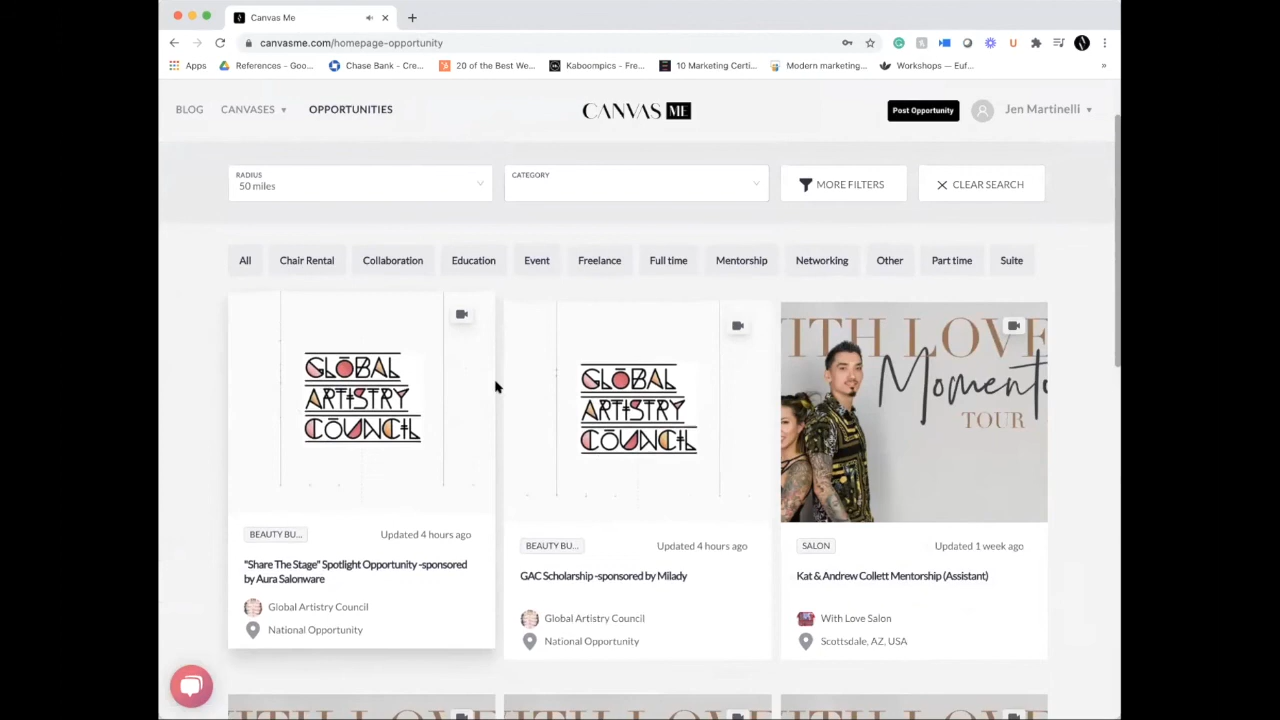 Canvas Me
canvasme.com/homepage-opportunity
Apps
References – Goo...
Chase Bank - Cre...
20 of the Best We...
Kaboompics - Fre...
10 Marketing Certi...
Modern marketing...
Workshops — Euf...
»
BLOG
CANVASES
OPPORTUNITIES
CANVAS ME
Post Opportunity
Jen Martinelli
RADIUS
50 miles
CATEGORY
MORE FILTERS
CLEAR SEARCH
All
Chair Rental
Collaboration
Education
Event
Freelance
Full time
Mentorship
Networking
Other
Part time
Suite
GLŌBAL
ARTISTRY
COUNCIL
BEAUTY BU...
Updated 4 hours ago
"Share The Stage" Spotlight Opportunity -sponsored
by Aura Salonware
Global Artistry Council
National Opportunity
GLŌBAL
ARTISTRY
COUNCIL
BEAUTY BU...
Updated 4 hours ago
GAC Scholarship -sponsored by Milady
Global Artistry Council
National Opportunity
ITH LOVE
Momento
TOUR
SALON
Updated 1 week ago
Kat & Andrew Collett Mentorship (Assistant)
With Love Salon
Scottsdale, AZ, USA